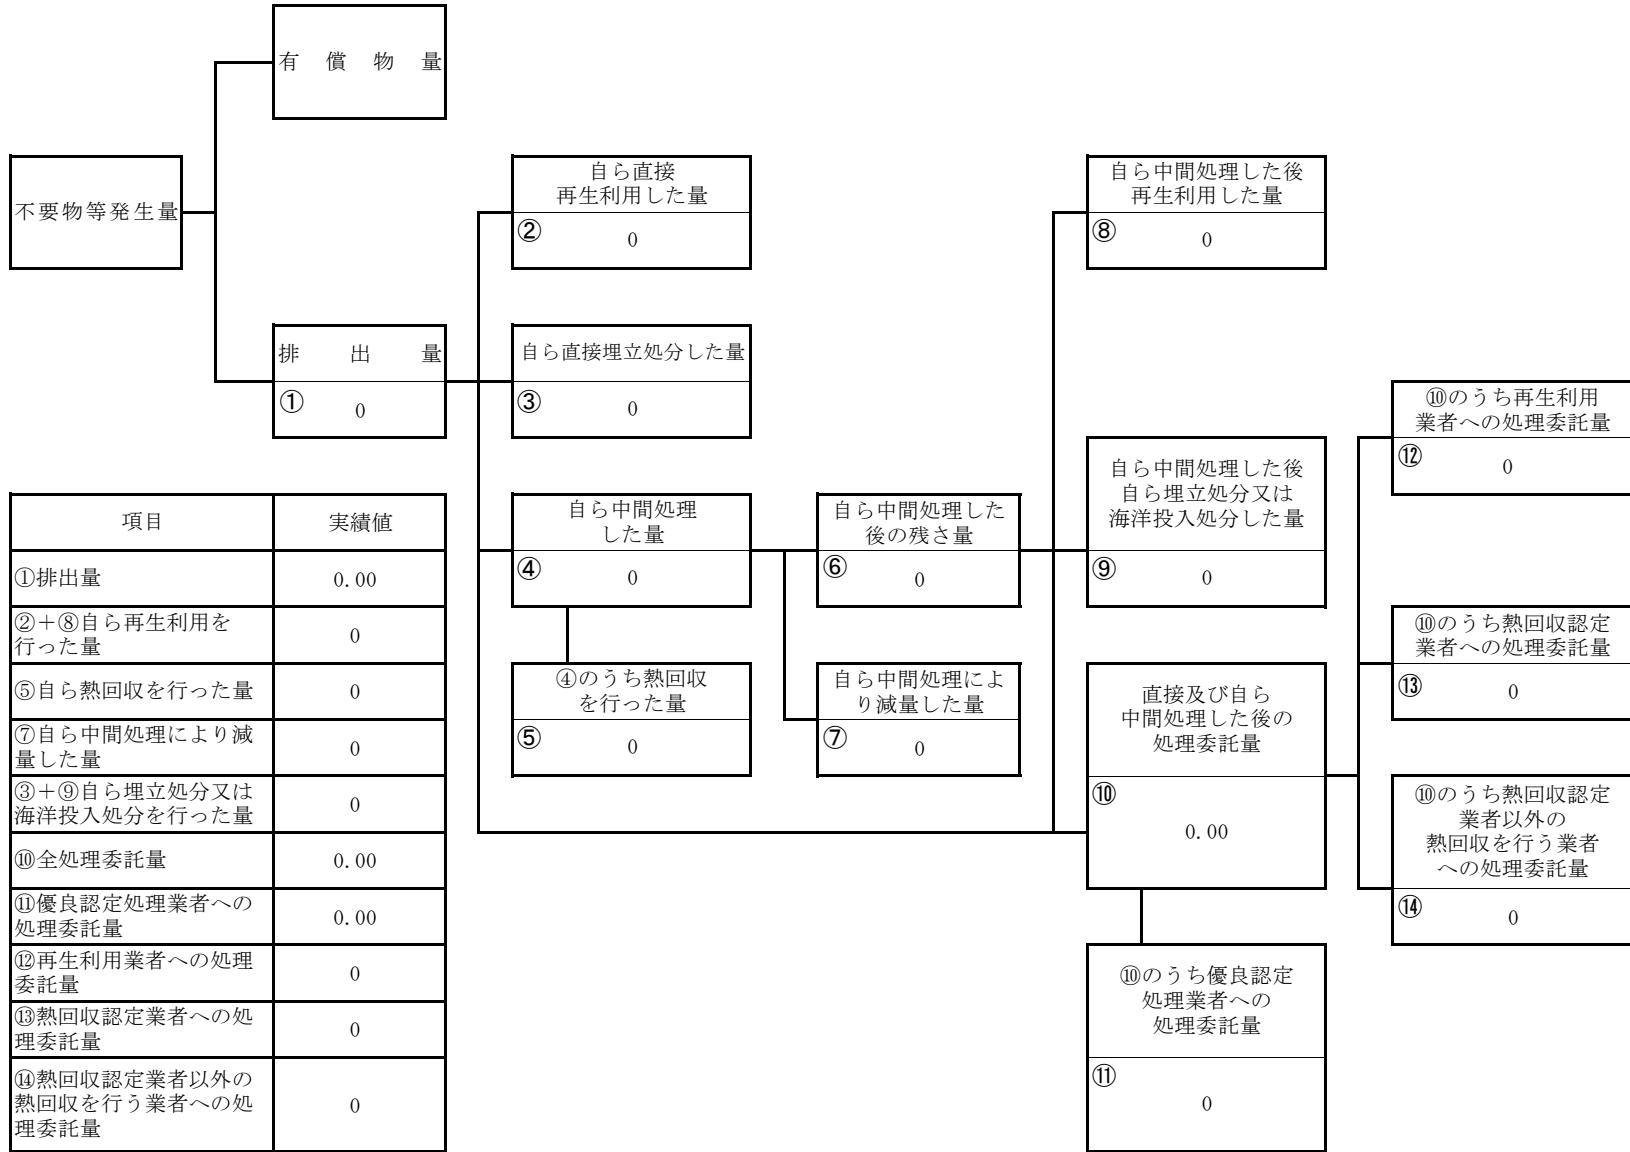 有償物量
不要物等発生量
排出量
① 0
自ら直接
再生利用した量
② 0
自ら直接埋立処分した量
③ 0
自ら中間処理
した量
④ 0
④のうち熱回収
を行った量
⑤ 0
自ら中間処理した
後の残さ量
⑥ 0
自ら中間処理によ
り減量した量
⑦ 0
自ら中間処理した後
再生利用した量
⑧ 0
自ら中間処理した後
自ら埋立処分又は
海洋投入処分した量
⑨ 0
直接及び自ら
中間処理した後の
処理委託量
⑩
0.00
⑩のうち優良認定
処理業者への
処理委託量
⑪
0
⑩のうち再生利用
業者への処理委託量
⑫ 0
⑩のうち熱回収認定
業者への処理委託量
⑬ 0
⑩のうち熱回収認定
業者以外の
熱回収を行う業者
への処理委託量
⑭ 0
項目 実績値
①排出量 0.00
②＋⑧自ら再生利用を
行った量 0
⑤自ら熱回収を行った量 0
⑦自ら中間処理により減
量した量 0
③＋⑨自ら埋立処分又は
海洋投入処分を行った量 0
⑩全処理委託量 0.00
⑪優良認定処理業者への
処理委託量 0.00
⑫再生利用業者への処理
委託量 0
⑬熱回収認定業者への処
理委託量 0
⑭熱回収認定業者以外の
熱回収を行う業者への処
理委託量 0